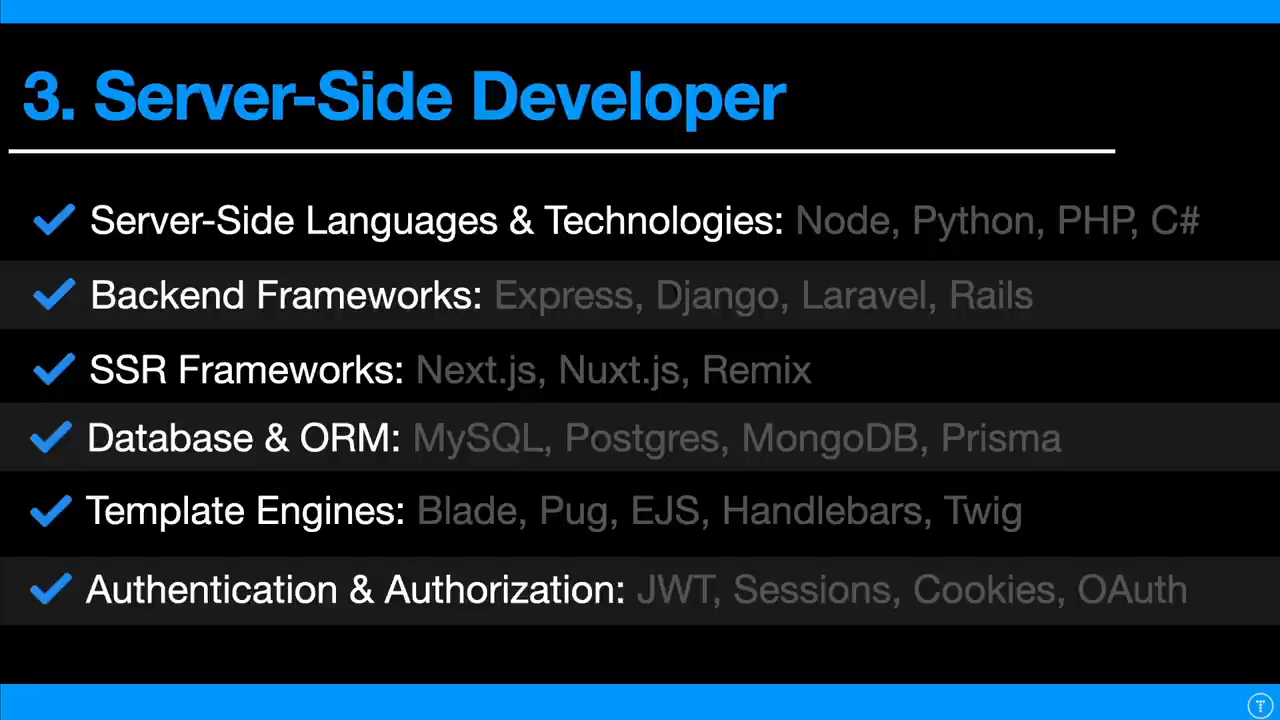 3. Server-Side Developer
Server-Side Languages & Technologies: Node, Python, PHP, C#
Backend Frameworks: Express, Django, Laravel, Rails
SSR Frameworks: Next.js, Nuxt.js, Remix
Database & ORM: MySQL, Postgres, MongoDB, Prisma
Template Engines: Blade, Pug, EJS, Handlebars, Twig
Authentication & Authorization: JWT, Sessions, Cookies, OAuth
T